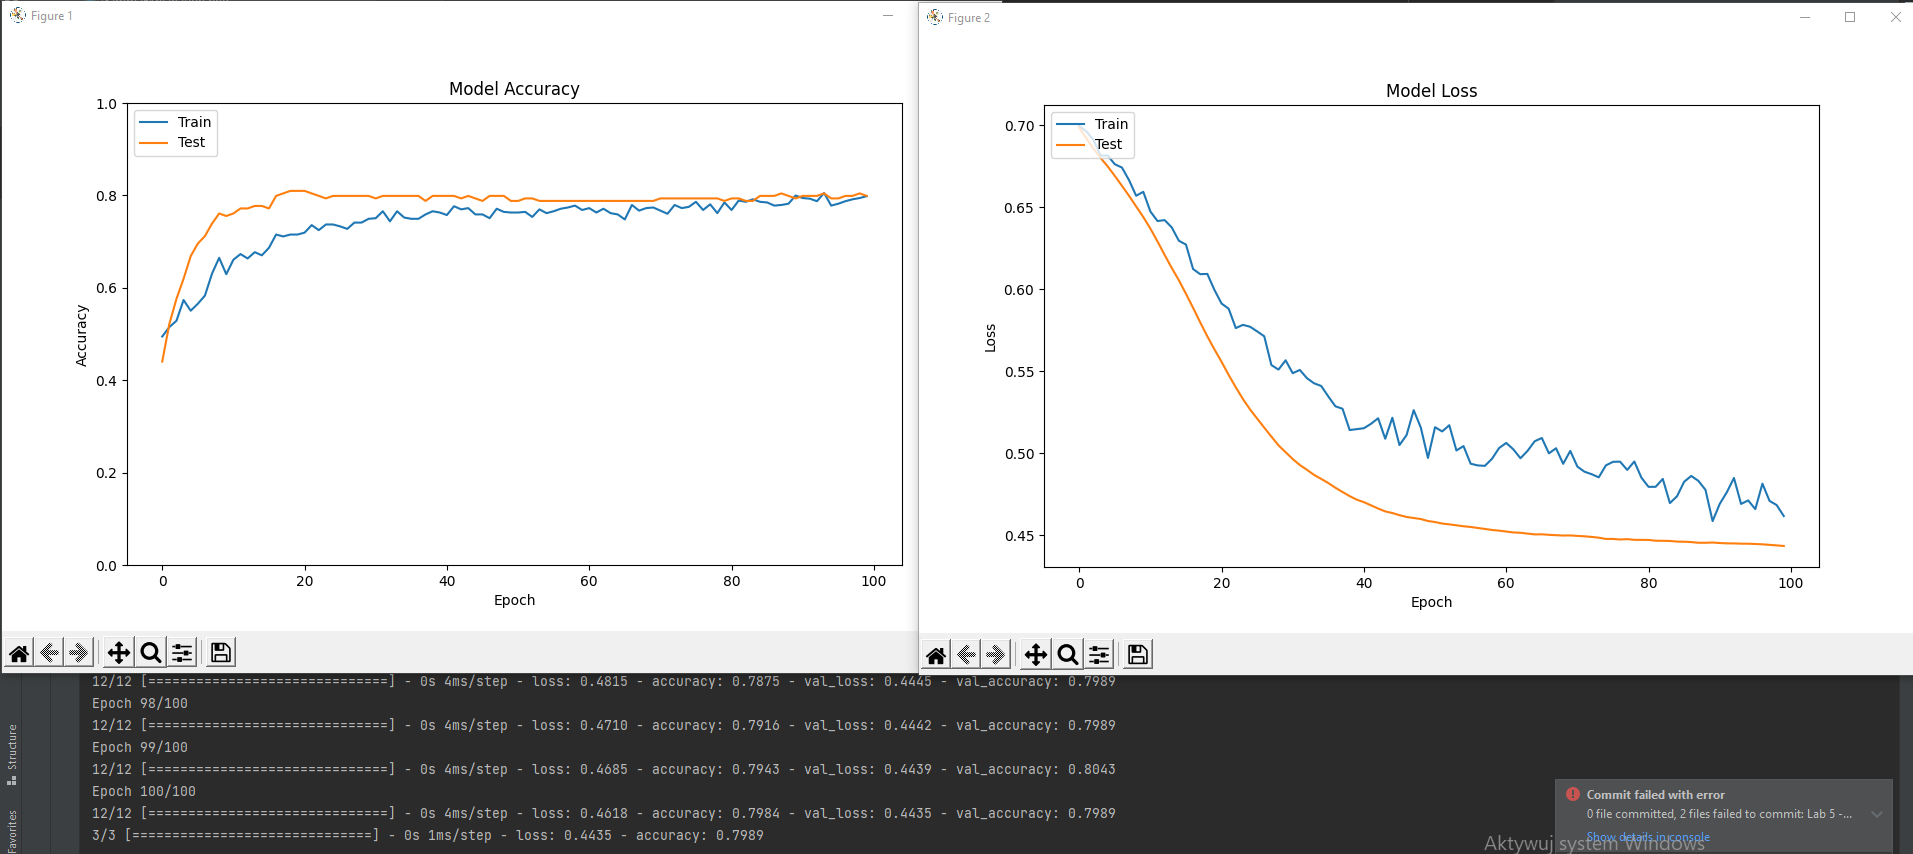 Figure 1
Model Accuracy
Train
Test
1.0
0.8
0.6
0.4
0.2
0.0
Accuracy
0 20 40 60 80 100
Epoch
Figure 2
Model Loss
Train
Test
0.70
0.65
0.60
0.55
0.50
0.45
Loss
0 20 40 60 80 100
Epoch
12/12 [==============================] - 0s 4ms/step - loss: 0.4815 - accuracy: 0.7875 - val_loss: 0.4445 - val_accuracy: 0.7989
Epoch 98/100
12/12 [==============================] - 0s 4ms/step - loss: 0.4710 - accuracy: 0.7916 - val_loss: 0.4442 - val_accuracy: 0.7989
Epoch 99/100
12/12 [==============================] - 0s 4ms/step - loss: 0.4685 - accuracy: 0.7943 - val_loss: 0.4439 - val_accuracy: 0.8043
Epoch 100/100
12/12 [==============================] - 0s 4ms/step - loss: 0.4618 - accuracy: 0.7984 - val_loss: 0.4435 - val_accuracy: 0.7989
3/3 [==============================] - 0s 1ms/step - loss: 0.4435 - accuracy: 0.7989
Structure
Favorites
Commit failed with error
0 file committed, 2 files failed to commit: Lab 5 -...
Show details in console
Aktywuj system Windows